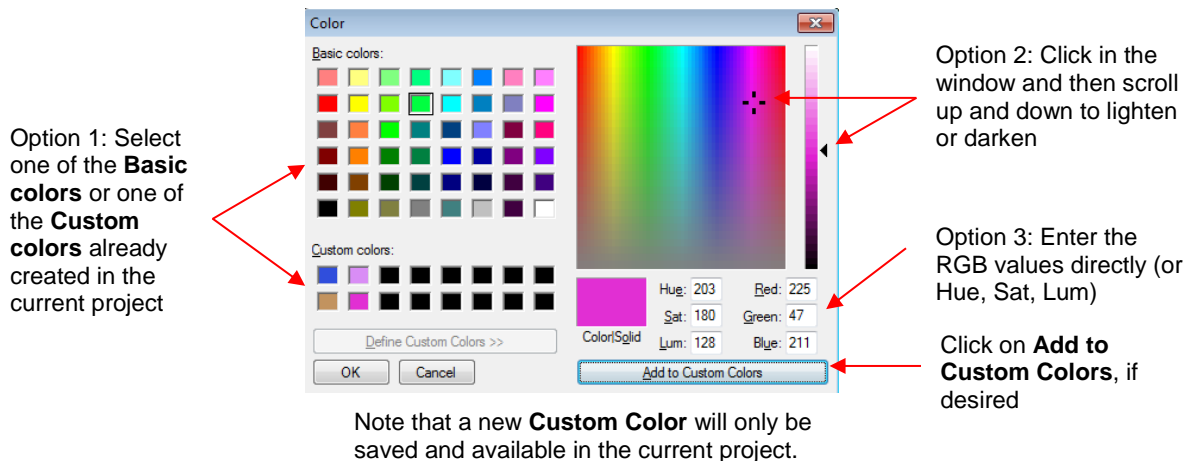 Color
Basic colors:
Custom colors:
Define Custom Colors >>
OK Cancel
Color|Solid
Hue: 203
Sat: 180
Lum: 128
Red: 225
Green: 47
Blue: 211
Add to Custom Colors
Option 1: Select
one of the Basic
colors or one of
the Custom
colors already
created in the
current project
Option 2: Click in the
window and then scroll
up and down to lighten
or darken
Option 3: Enter the
RGB values directly (or
Hue, Sat, Lum)
Click on Add to
Custom Colors, if
desired
Note that a new Custom Color will only be
saved and available in the current project.